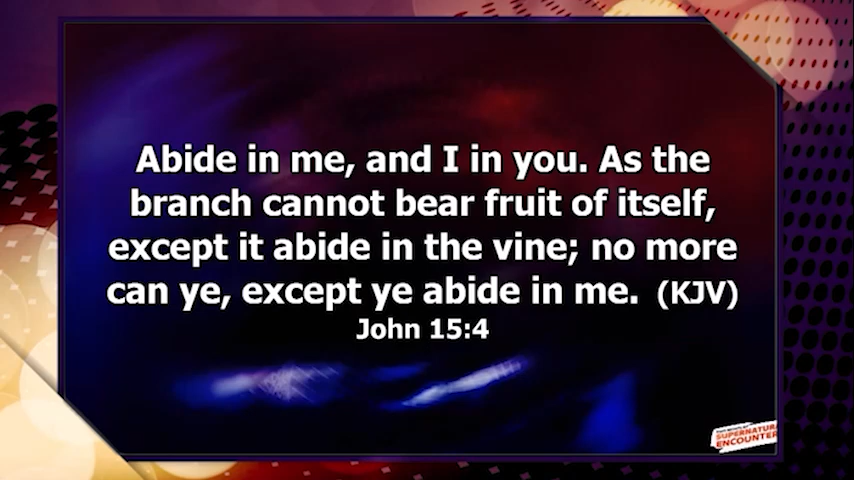 Abide in me, and I in you. As the
branch cannot bear fruit of itself,
except it abide in the vine; no more
can ye, except ye abide in me. (KJV)
John 15:4